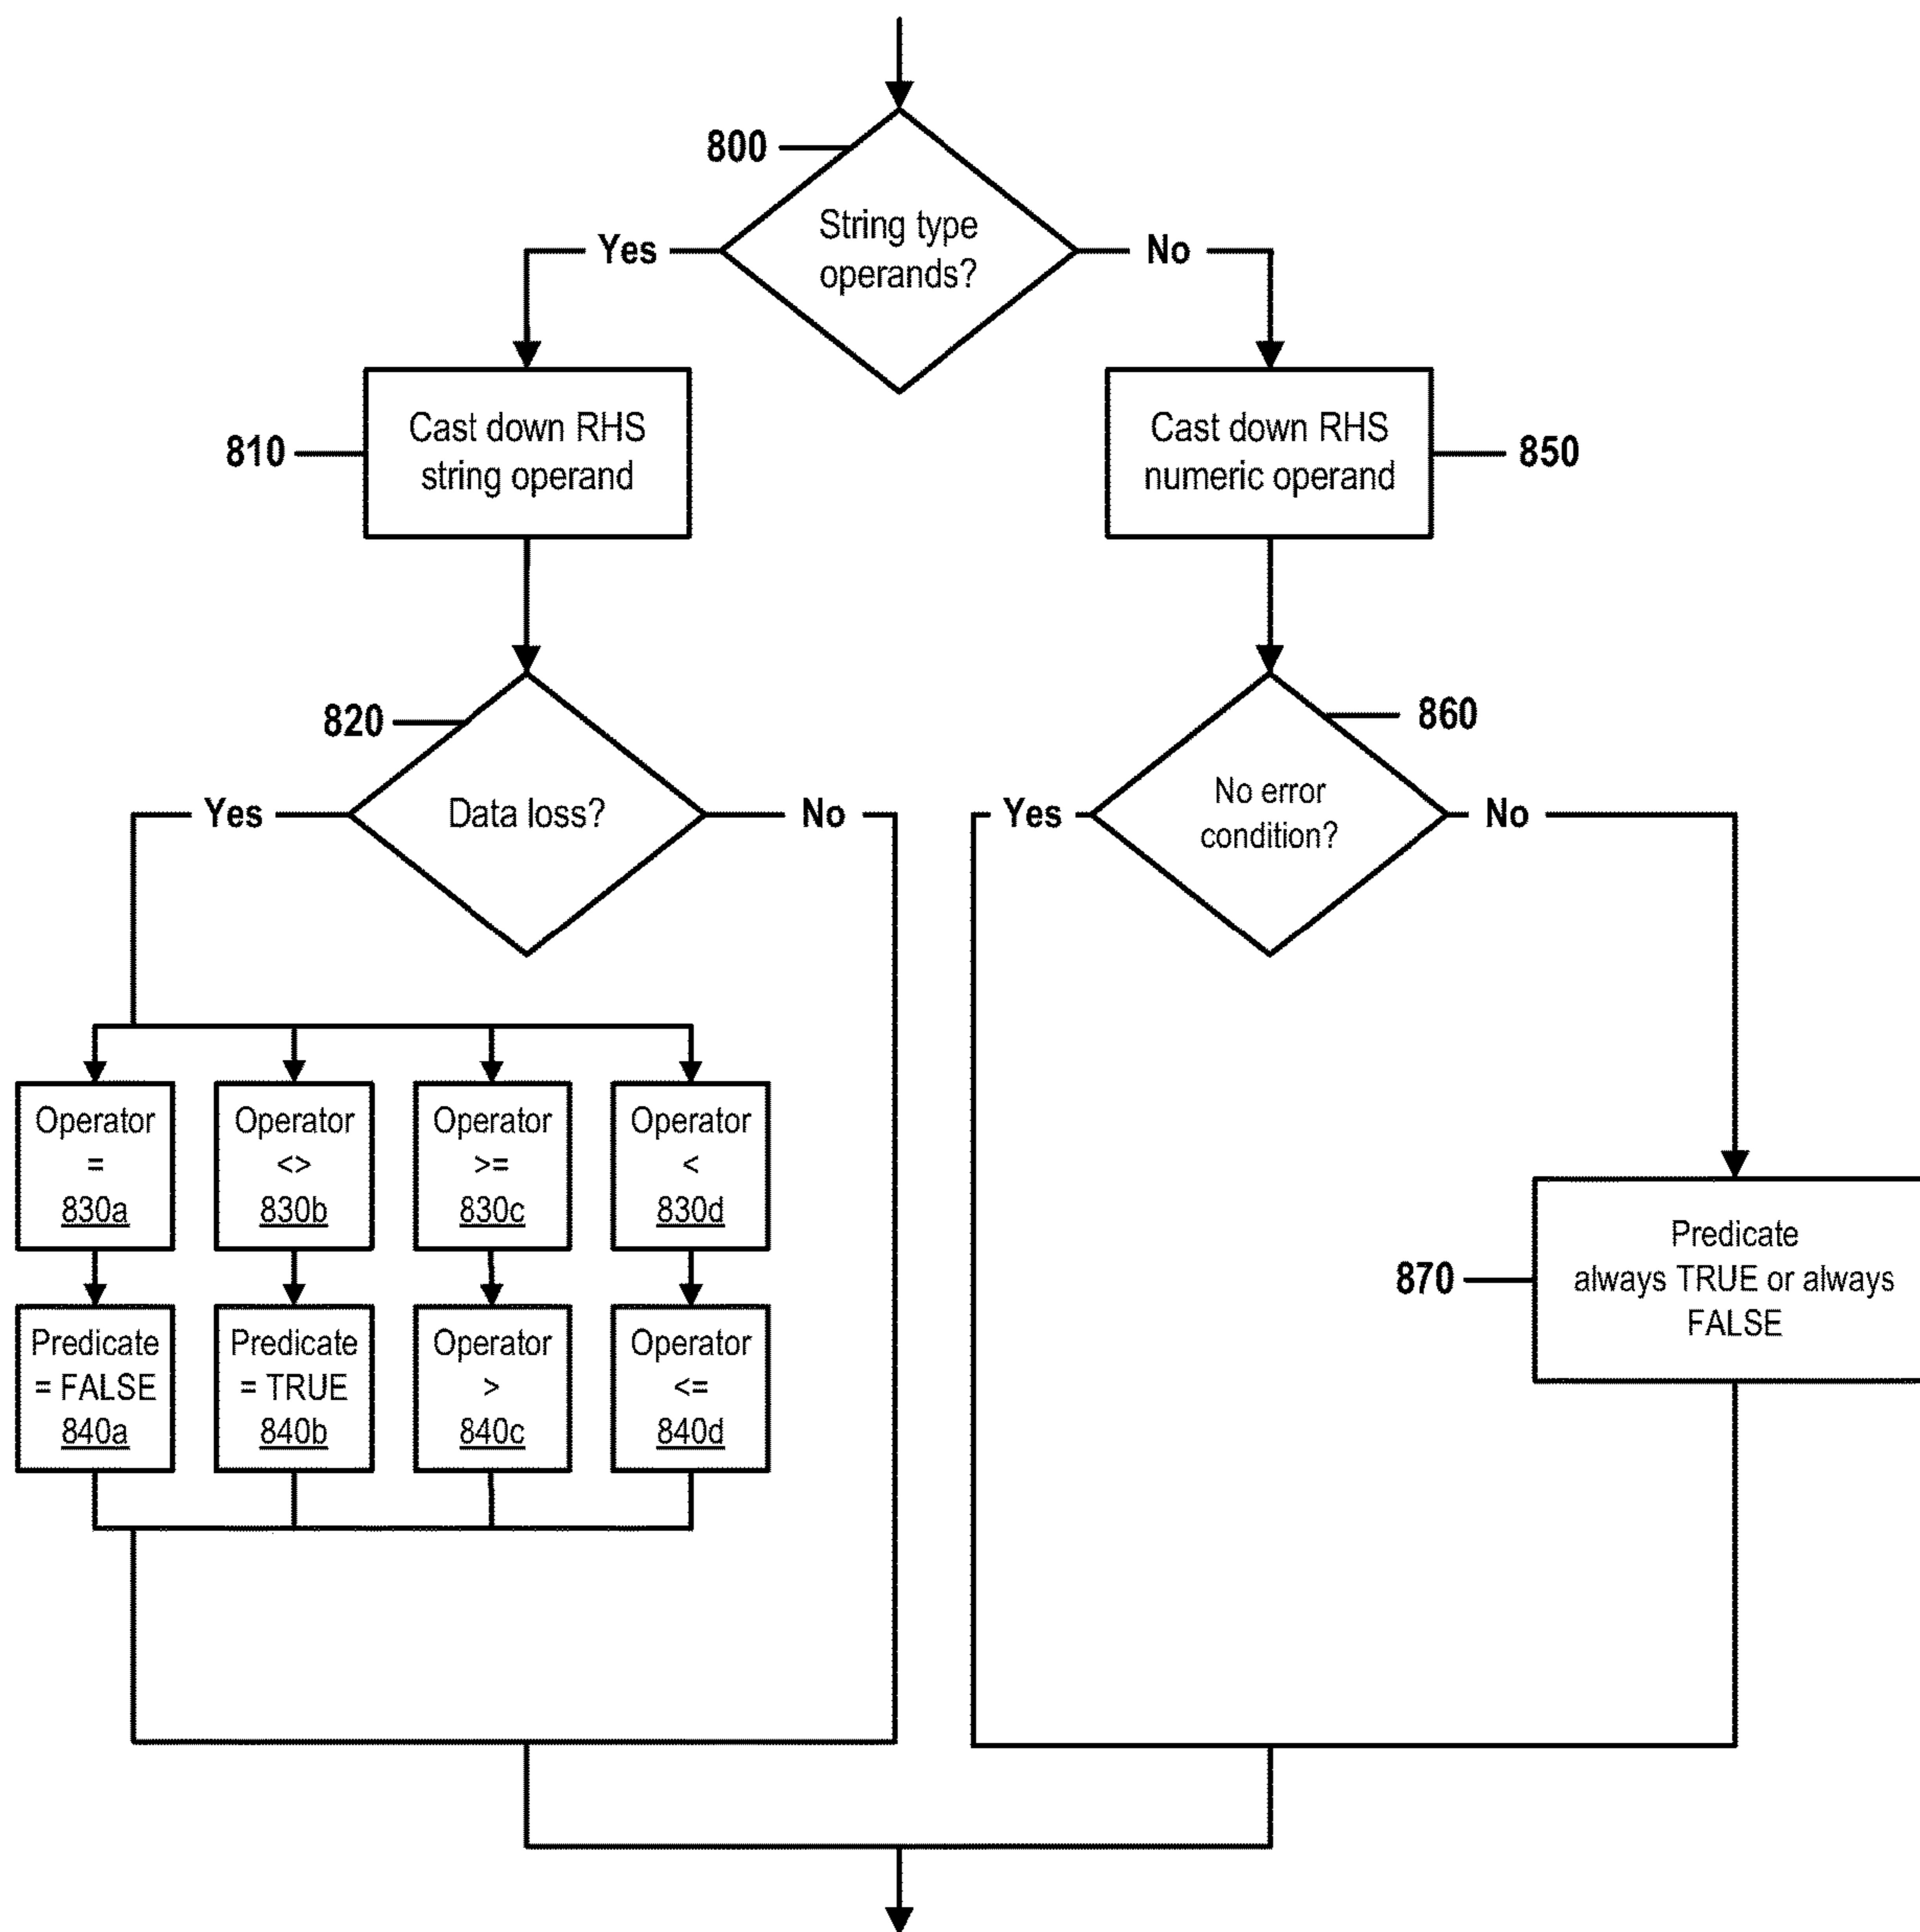 800
String type
operands?
Yes
No
810
Cast down RHS
string operand
Cast down RHS
numeric operand
850
820
Data loss?
Yes
No
860
No error
condition?
Yes
No
Operator
=
830a
Operator
<>
830b
Operator
>=
830c
Operator
<
830d
Predicate
= FALSE
840a
Predicate
= TRUE
840b
Operator
>
840c
Operator
<=
840d
870
Predicate
always TRUE or always
FALSE